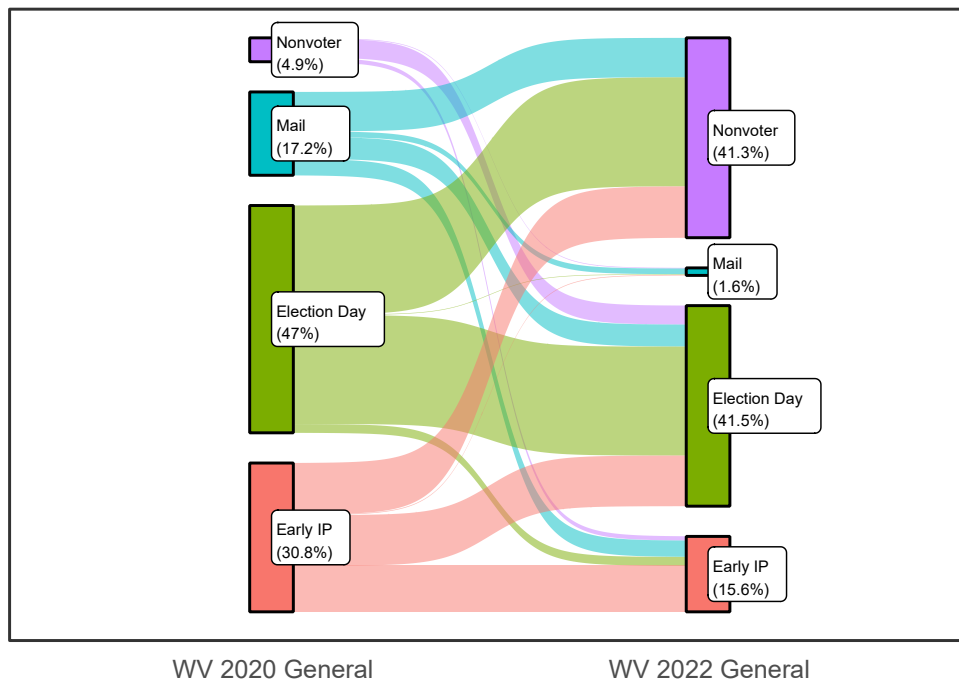 Nonvoter
(4.9%)
Mail
(17.2%)
Election Day
(47%)
Early IP
(30.8%)
Nonvoter
(41.3%)
Mail
(1.6%)
Election Day
(41.5%)
Early IP
(15.6%)
WV 2020 General
WV 2022 General